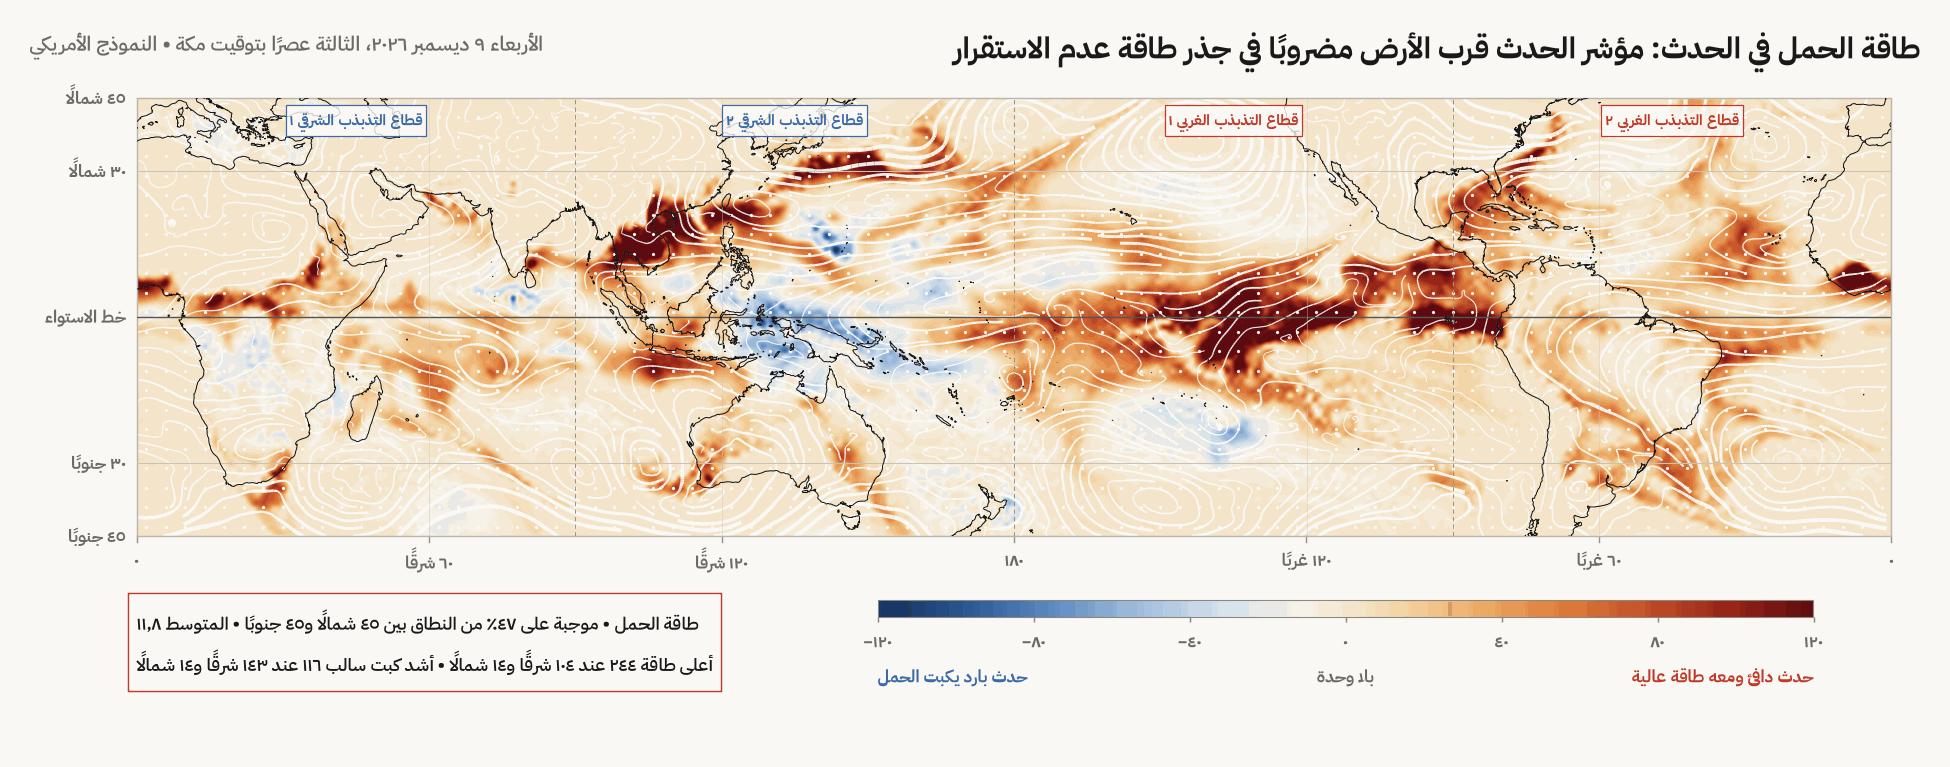 طاقة الحمل في الحدث: مؤشر الحدث قرب الأرض مضروبًا في جذر طاقة عدم الاستقرار
الأربعاء ٩ ديسمبر ٢٠٢٦، الثالثة عصرًا بتوقيت مكة • النموذج الأمريكي
قطاع التذبذب الشرقي ١
قطاع التذبذب الشرقي ٢
قطاع التذبذب الغربي ١
قطاع التذبذب الغربي ٢
٤٥ شمالًا
٣٠ شمالًا
خط الاستواء
٣٠ جنوبًا
٤٥ جنوبًا
٠
٦٠ شرقًا
١٢٠ شرقًا
١٨٠
١٢٠ غربًا
٦٠ غربًا
٠
طاقة الحمل • موجبة على ٤٧٪ من النطاق بين ٤٥ شمالًا و٤٥ جنوبًا • المتوسط ١١,٨
أعلى طاقة ٢٤٤ عند ١٠٤ شرقًا و١٤ شمالًا • أشد كبت سالب ١١٦ عند ١٤٣ شرقًا و١٤ شمالًا
−١٢٠
−٨٠
−٤٠
٠
٤٠
٨٠
١٢٠
حدث بارد يكبت الحمل
بلا وحدة
حدث دافئ ومعه طاقة عالية